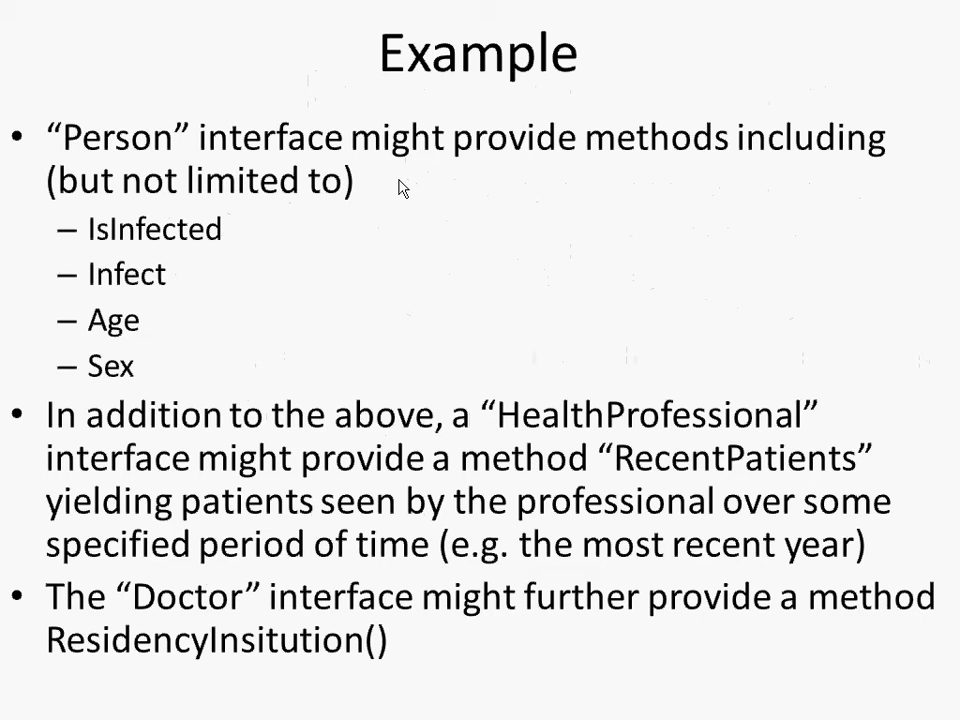 Example
• “Person” interface might provide methods including
(but not limited to)
– IsInfected
– Infect
– Age
– Sex
• In addition to the above, a “HealthProfessional”
interface might provide a method “RecentPatients”
yielding patients seen by the professional over some
specified period of time (e.g. the most recent year)
• The “Doctor” interface might further provide a method
ResidencyInsitution()